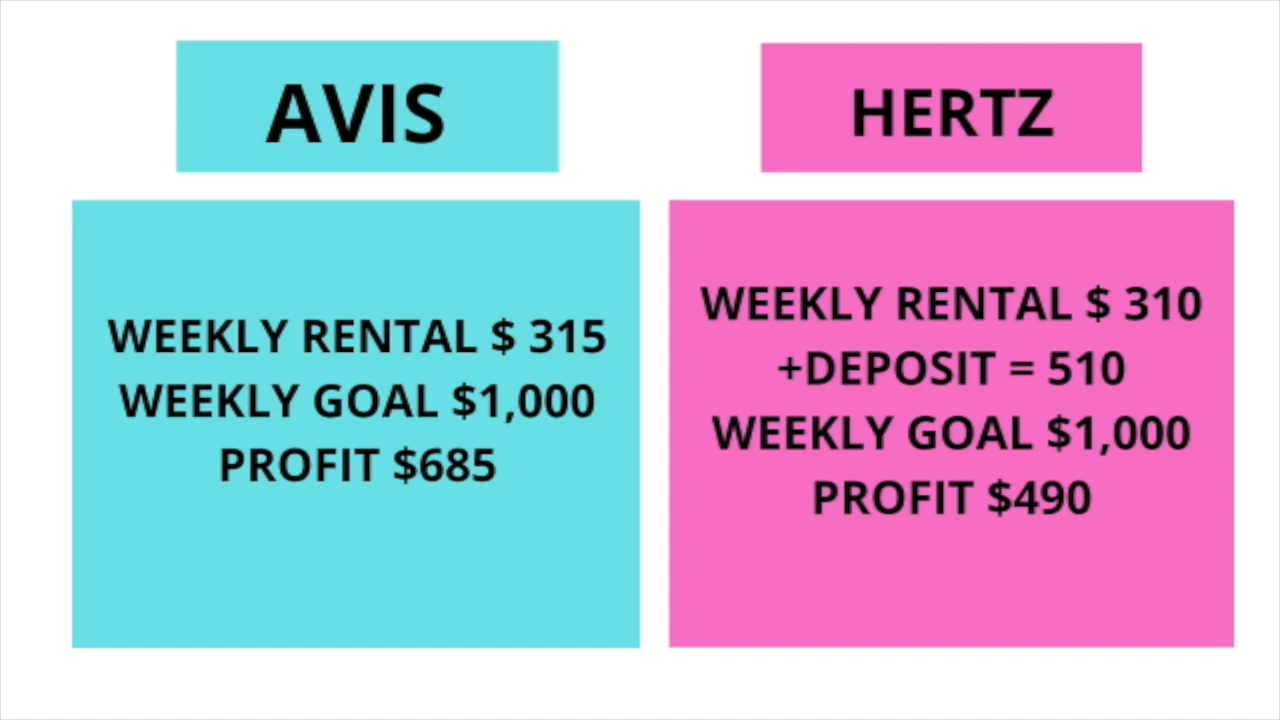 AVIS
WEEKLY RENTAL $ 315
WEEKLY GOAL $1,000
PROFIT $685
HERTZ
WEEKLY RENTAL $ 310
+DEPOSIT = 510
WEEKLY GOAL $1,000
PROFIT $490